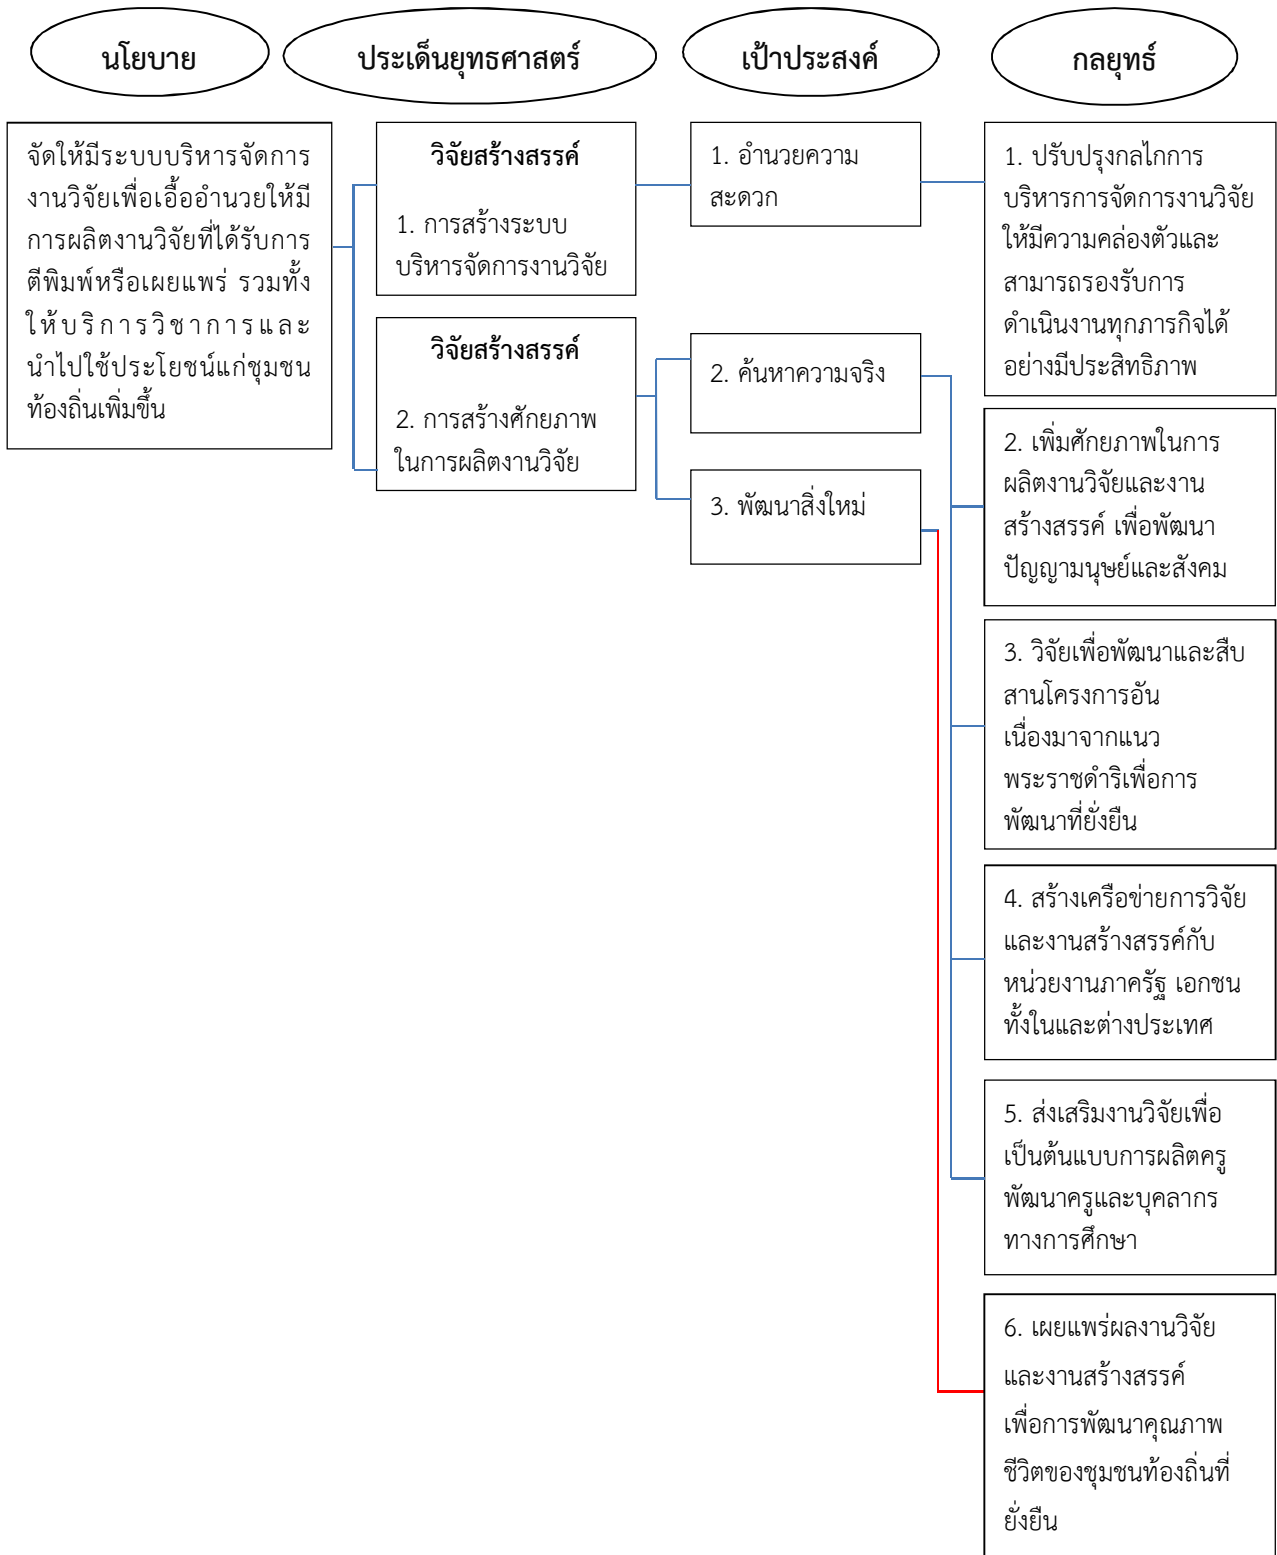 นโยบาย
ประเด็นยุทธศาสตร์
เป้าประสงค์
กลยุทธ์
จัดให้มีระบบบริหารจัดการ
งานวิจัยเพื่อเอื้ออำนวยให้มี
การผลิตงานวิจัยที่ได้รับการ
ตีพิมพ์หรือเผยแพร่ รวมทั้ง
ให้บริการวิชาการและ
นำไปใช้ประโยชน์แก่ชุมชน
ท้องถิ่นเพิ่มขึ้น
วิจัยสร้างสรรค์
1. การสร้างระบบ
บริหารจัดการงานวิจัย
วิจัยสร้างสรรค์
2. การสร้างศักยภาพ
ในการผลิตงานวิจัย
1. อำนวยความ
สะดวก
2. ค้นหาความจริง
3. พัฒนาสิ่งใหม่
1. ปรับปรุงกลไกการ
บริหารการจัดการงานวิจัย
ให้มีความคล่องตัวและ
สามารถรองรับการ
ดำเนินงานทุกภารกิจได้
อย่างมีประสิทธิภาพ
2. เพิ่มศักยภาพในการ
ผลิตงานวิจัยและงาน
สร้างสรรค์ เพื่อพัฒนา
ปัญญามนุษย์และสังคม
3. วิจัยเพื่อพัฒนาและสืบ
สานโครงการอัน
เนื่องมาจากแนว
พระราชดำริเพื่อการ
พัฒนาที่ยั่งยืน
4. สร้างเครือข่ายการวิจัย
และงานสร้างสรรค์กับ
หน่วยงานภาครัฐ เอกชน
ทั้งในและต่างประเทศ
5. ส่งเสริมงานวิจัยเพื่อ
เป็นต้นแบบการผลิตครู
พัฒนาครูและบุคลากร
ทางการศึกษา
6. เผยแพร่ผลงานวิจัย
และงานสร้างสรรค์
เพื่อการพัฒนาคุณภาพ
ชีวิตของชุมชนท้องถิ่นที่
ยั่งยืน